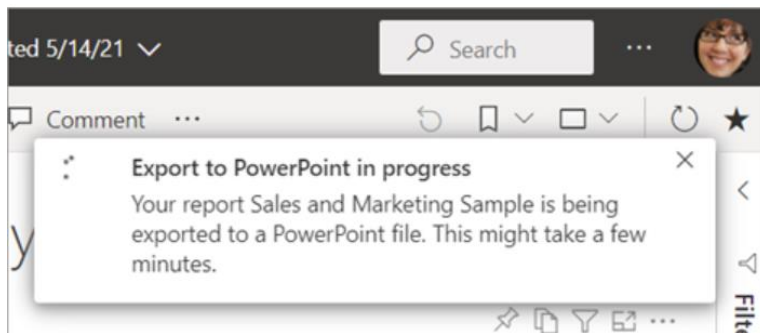 ted 5/14/21
Search
Comment
Export to PowerPoint in progress
Your report Sales and Marketing Sample is being
exported to a PowerPoint file. This might take a few
minutes.
y
Filt